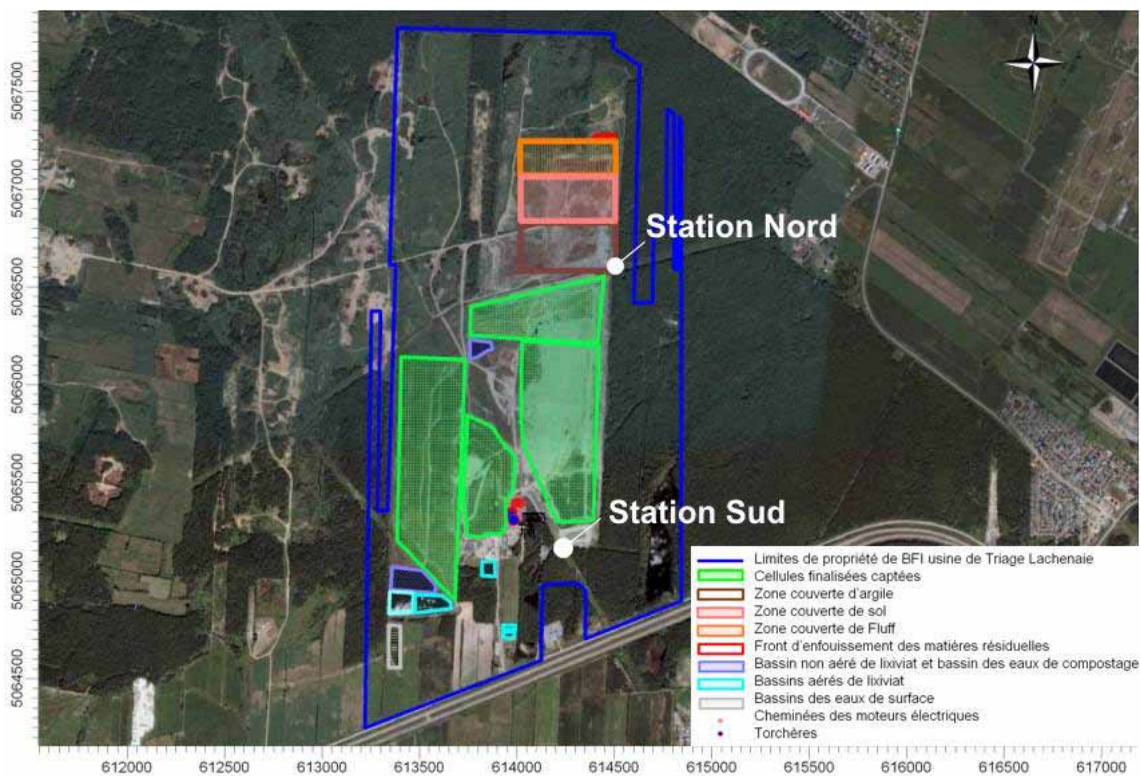 N
5067500
5067000
5066500
5066000
5065500
5065000
5064500
Station Nord
Station Sud
Limites de propriété de BFI usine de Triage Lachenaie
Cellules finalisées captées
Zone couverte d'argile
Zone couverte de sol
Zone couverte de Fluff
Front d'enfouissement des matières résiduelles
Bassin non aéré de lixiviat et bassin des eaux de compostage
Bassins aérés de lixiviat
Bassins des eaux de surface
Cheminées des moteurs électriques
Torchères
612000 612500 613000 613500 614000 614500 615000 615500 616000 616500 617000